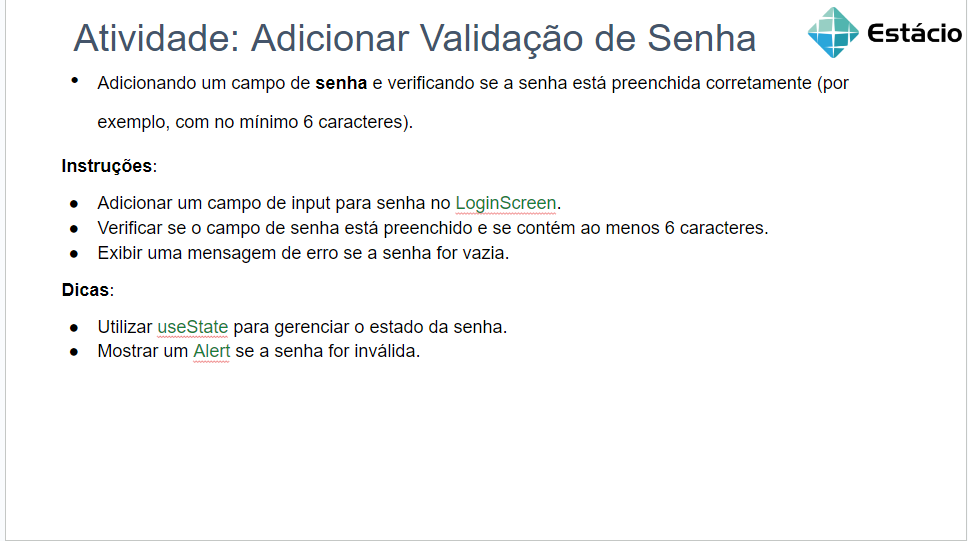 Atividade: Adicionar Validação de Senha
Estácio
• Adicionando um campo de senha e verificando se a senha está preenchida corretamente (por
exemplo, com no mínimo 6 caracteres).
Instruções:
● Adicionar um campo de input para senha no LoginScreen.
● Verificar se o campo de senha está preenchido e se contém ao menos 6 caracteres.
● Exibir uma mensagem de erro se a senha for vazia.
Dicas:
● Utilizar useState para gerenciar o estado da senha.
● Mostrar um Alert se a senha for inválida.